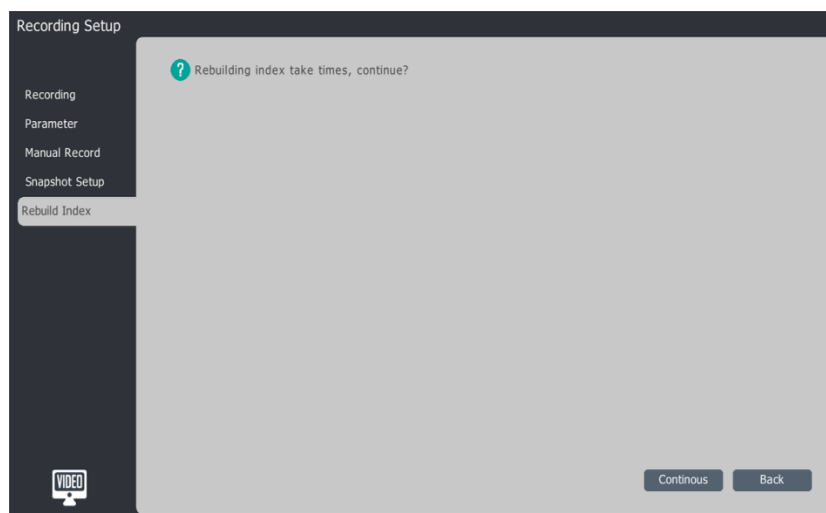 Recording Setup
Rebuilding index take times, continue?
Recording
Parameter
Manual Record
Snapshot Setup
Rebuild Index
VIDEO
Continous
Back